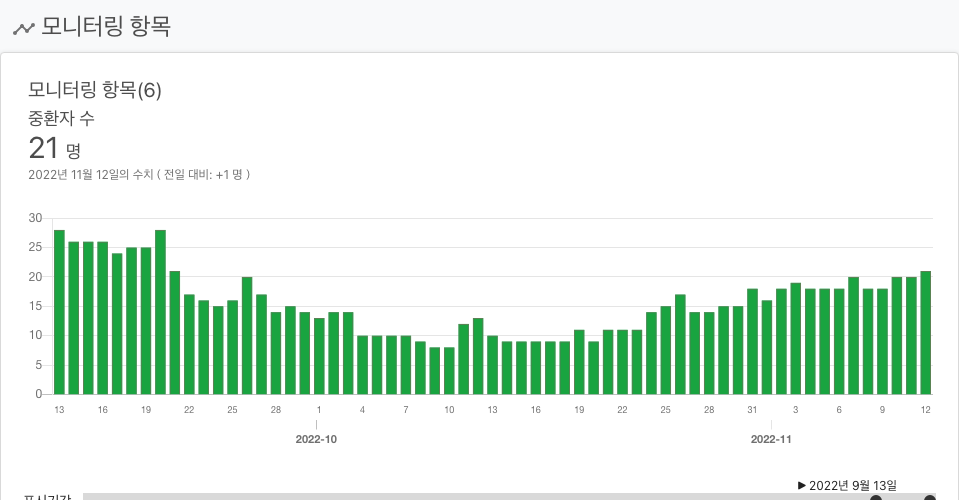 모니터링 항목
모니터링 항목(6)
중환자 수
21 명
2022년 11월 12일의 수치 ( 전일 대비: +1 명 )
30
25
20
15
10
5
0
13 16 19 22 25 28 1 4 7 10 13 16 19 22 25 28 31 3 6 9 12
2022-10 2022-11
▶ 2022년 9월 13일
표시기간